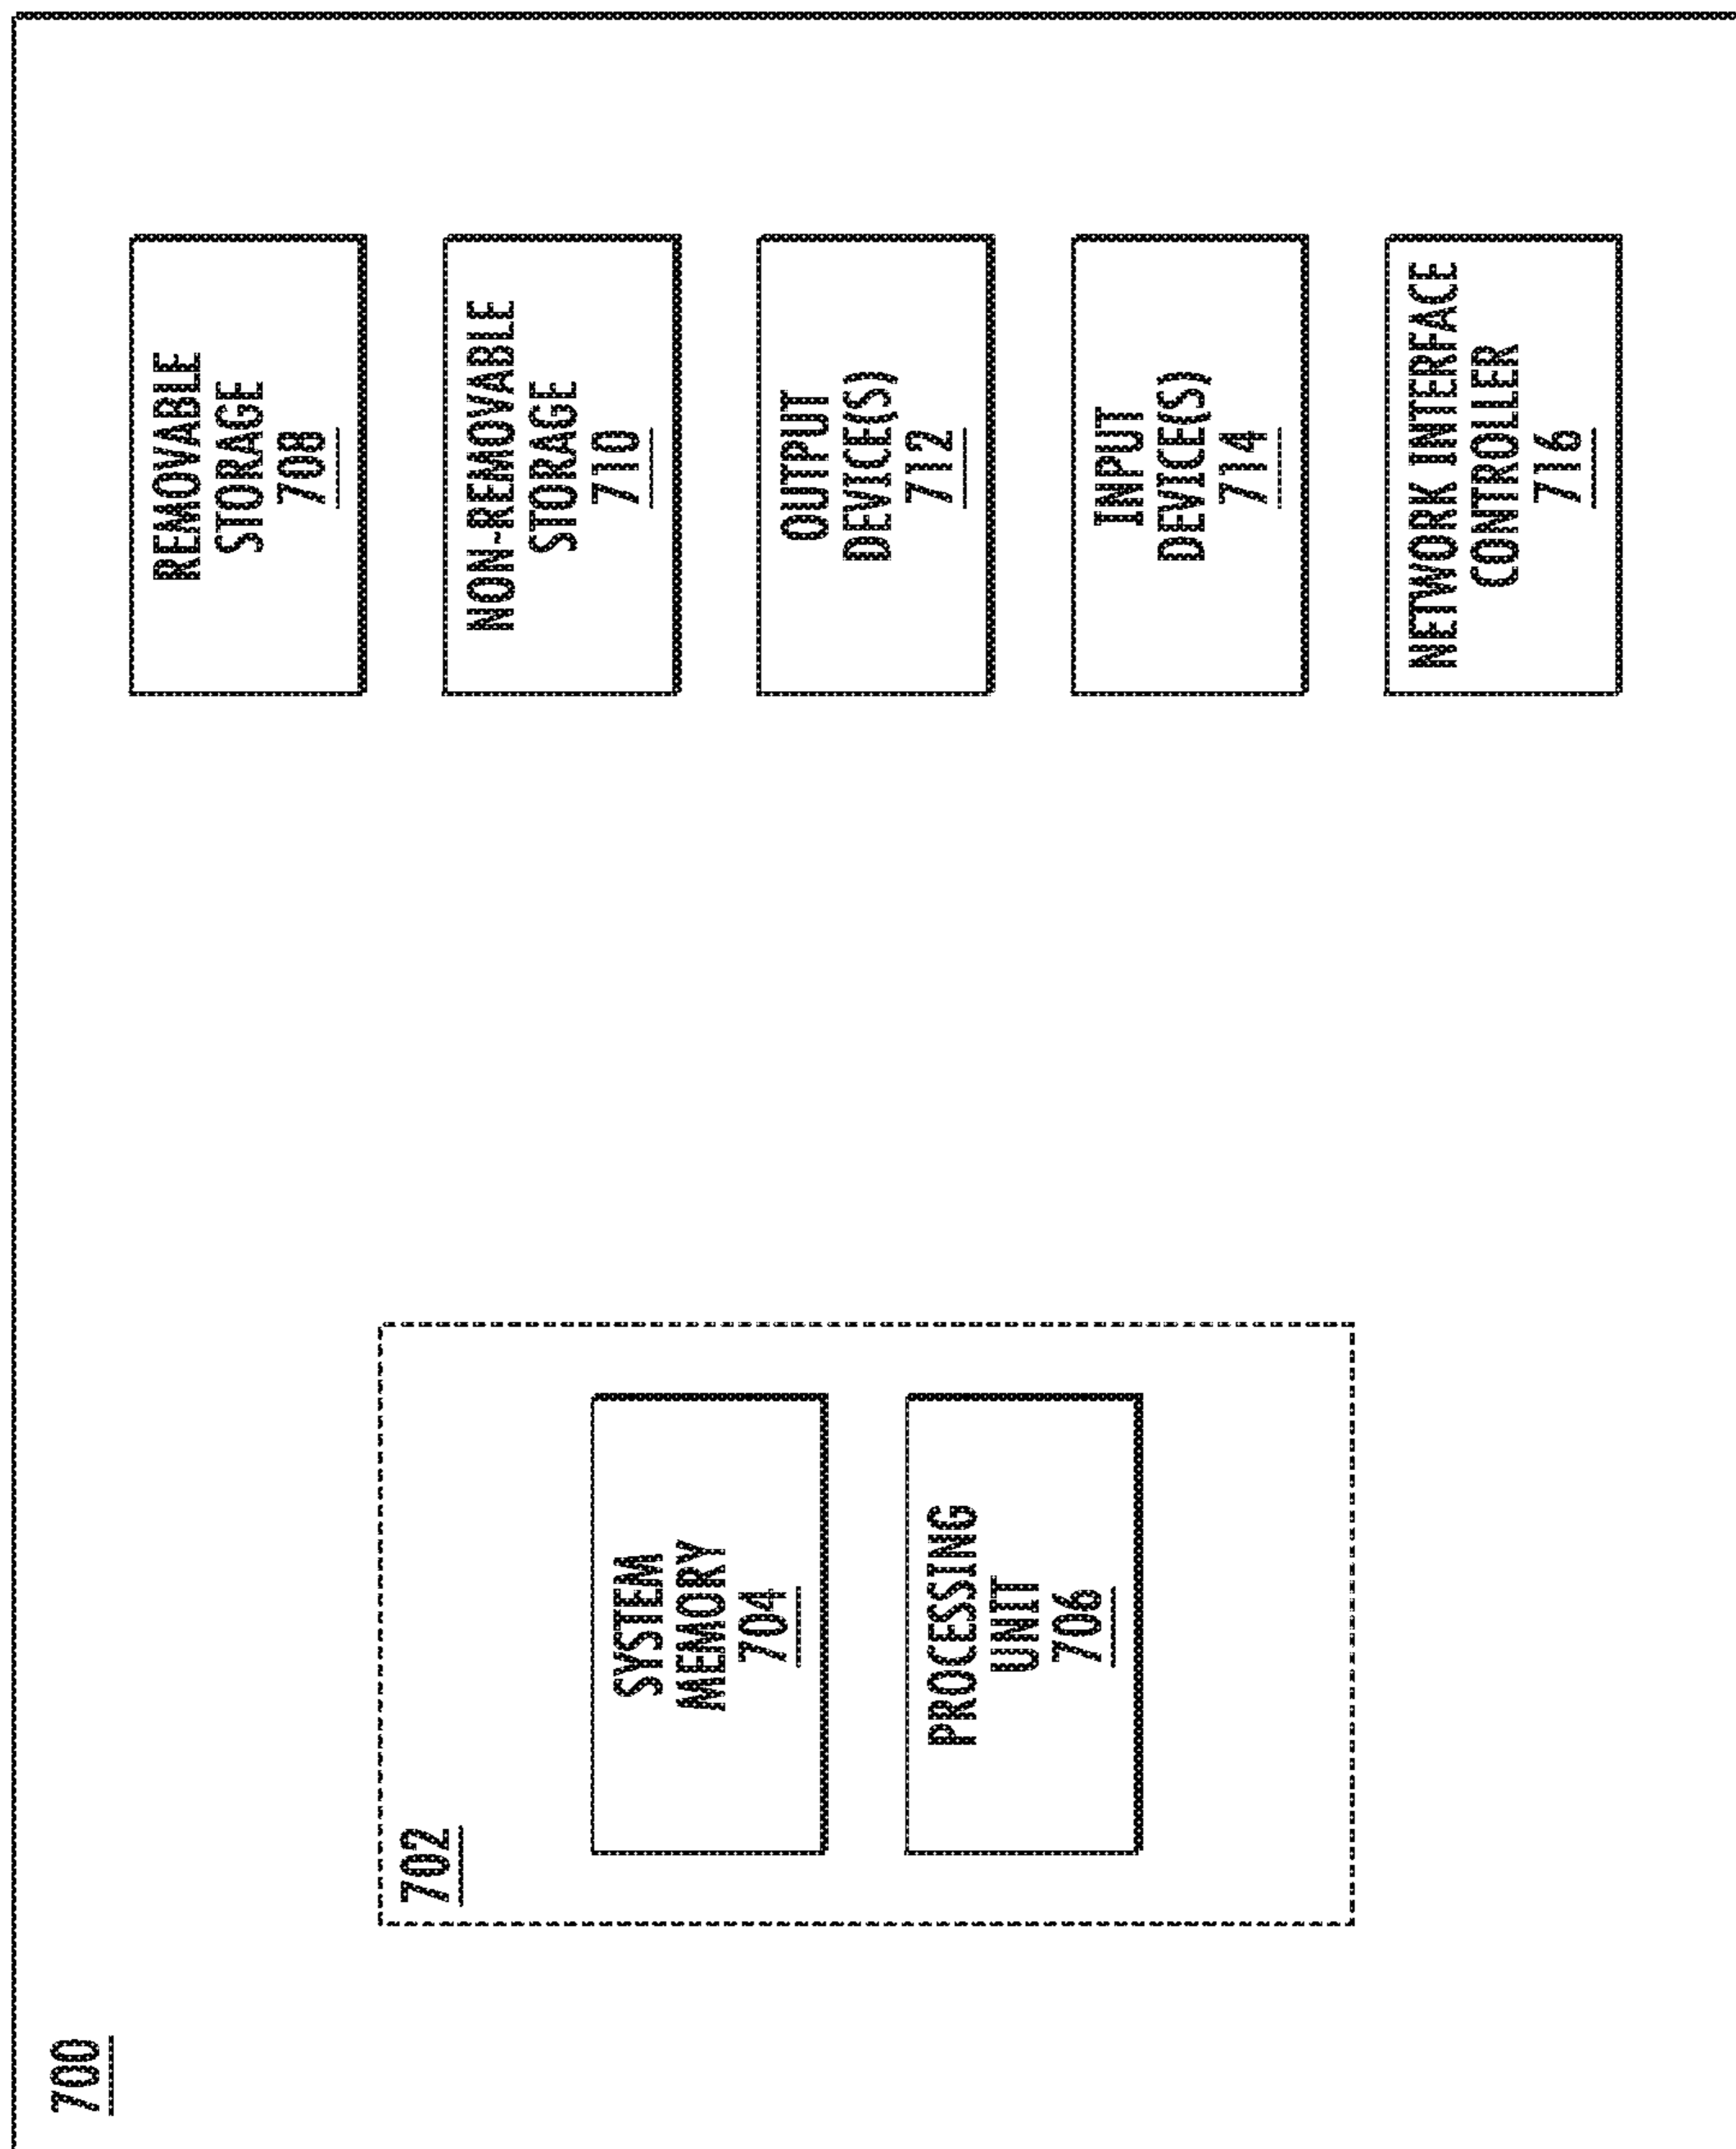 700
702
SYSTEM
MEMORY
704
PROCESSING
UNIT
706
REMOVABLE
STORAGE
708
NON-REMOVABLE
STORAGE
710
OUTPUT
DEVICE(S)
712
INPUT
DEVICE(S)
714
NETWORK INTERFACE
CONTROLLER
716